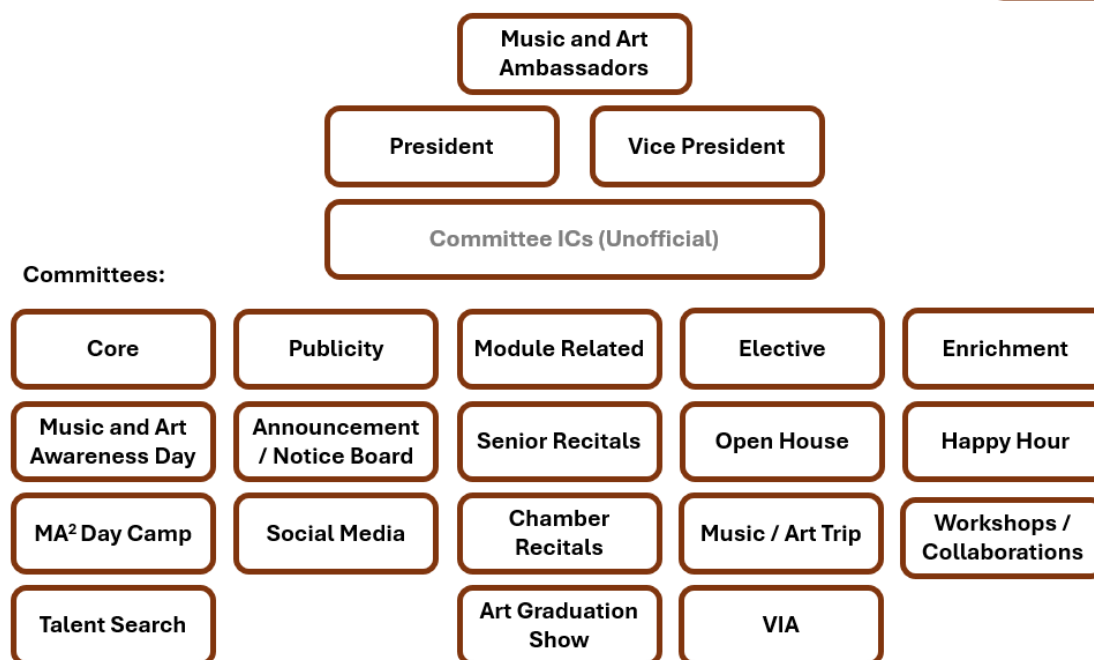 Music and Art
Ambassadors
President
Vice President
Committee ICs (Unofficial)
Committees:
Core
Publicity
Module Related
Elective
Enrichment
Music and Art
Awareness Day
Announcement
/ Notice Board
Senior Recitals
Open House
Happy Hour
MA² Day Camp
Social Media
Chamber
Recitals
Music / Art Trip
Workshops /
Collaborations
Talent Search
Art Graduation
Show
VIA